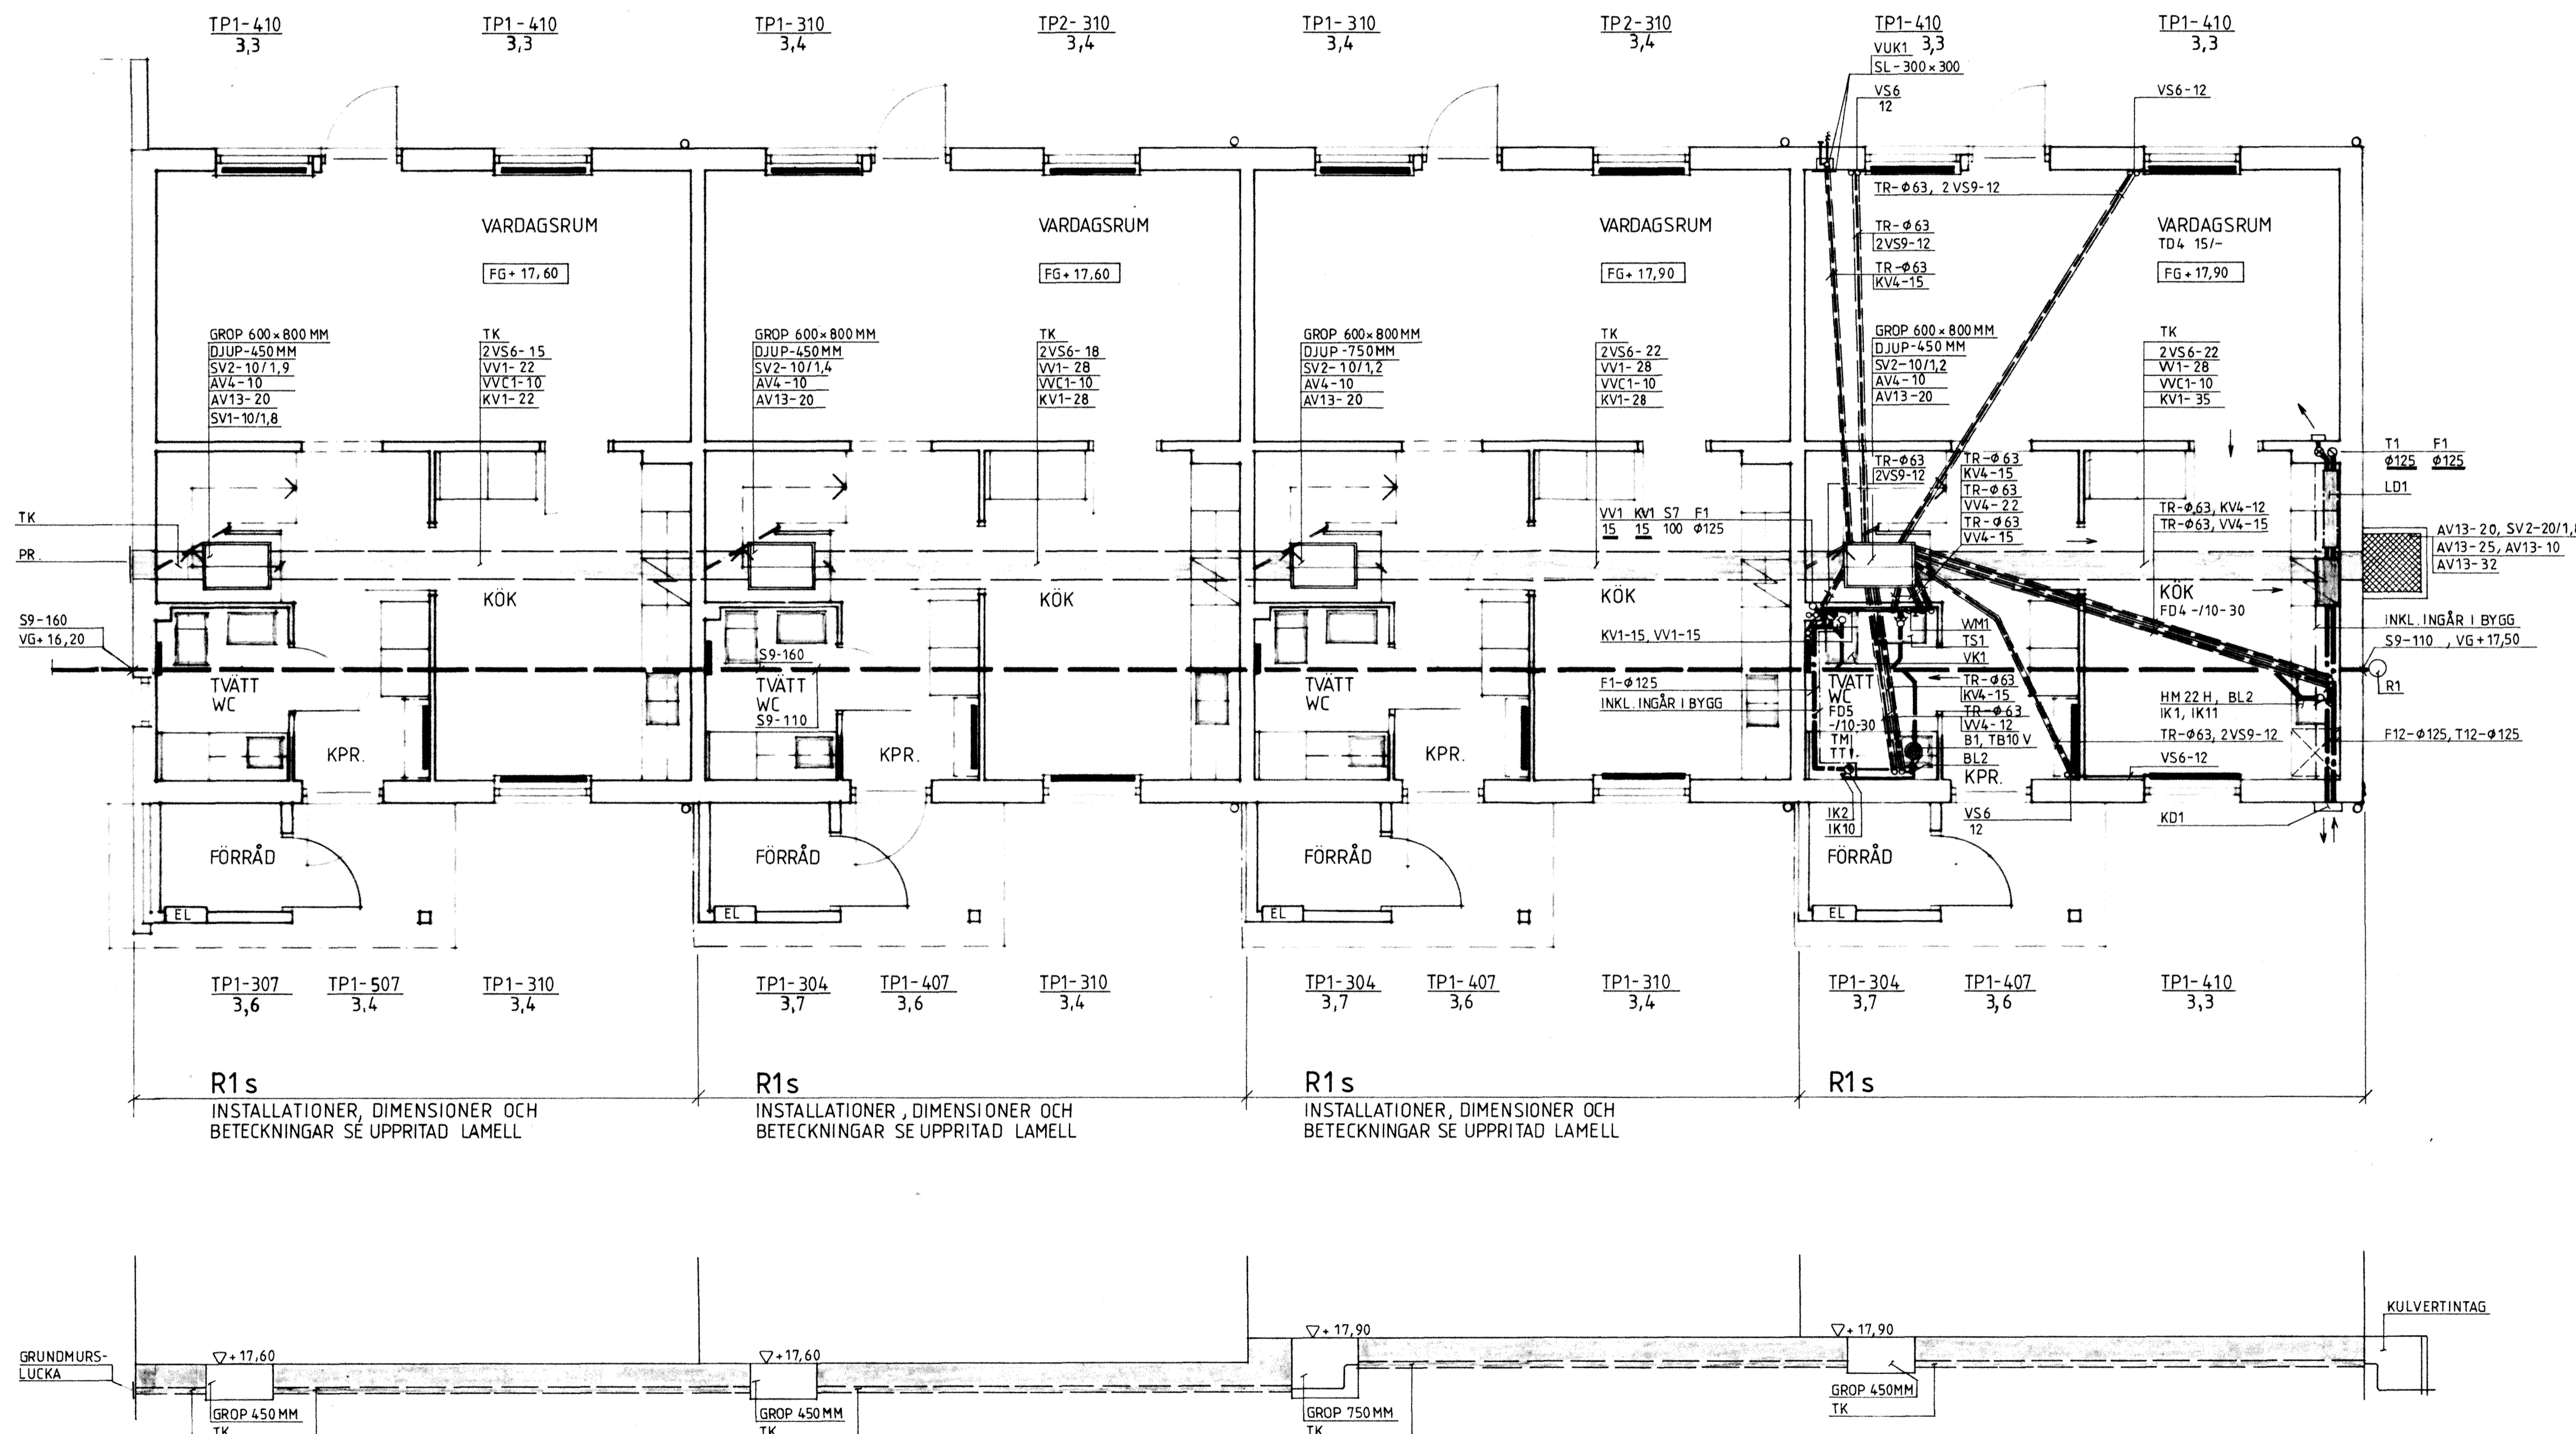 TP1-410
3,3
TP1-410
3,3
TP1-310
3,4
TP2-310
3,4
TP1-310
3,4
TP2-310
3,4
TP1-410
3,3
TP1-410
3,3
VUK1
SL-300×300
VS6
12
VS6-12
TR-Φ63, 2VS9-12
TR-Φ63
2VS9-12
TR-Φ63
KV4-15
VARDAGSRUM
FG+17,60
VARDAGSRUM
FG+17,60
VARDAGSRUM
FG+17,90
VARDAGSRUM
TD4 15/-
FG+17,90
GROP 600×800 MM
DJUP-450MM
SV2-10/1,9
AV4-10
AV13-20
SV1-10/1,8
TK
2VS6-15
VV1-22
VVC1-10
KV1-22
GROP 600×800 MM
DJUP-450MM
SV2-10/1,4
AV4-10
AV13-20
TK
2VS6-18
VV1-28
VVC1-10
KV1-28
GROP 600×800 MM
DJUP-750MM
SV2-10/1,2
AV4-10
AV13-20
TK
2VS6-22
VV1-28
VVC1-10
KV1-28
GROP 600×800 MM
DJUP-450 MM
SV2-10/1,2
AV4-10
AV13-20
TK
2VS6-22
VV1-28
VVC1-10
KV1-35
T1 F1
Φ125 Φ125
LD1
TR-Φ63
2VS9-12
TR-Φ63
KV4-15
TR-Φ63
VV4-22
TR-Φ63
VV4-15
TR-Φ63, KV4-12
TR-Φ63, VV4-15
VV1 KV1 S7 F1
15 15 100 Φ125
TK
PR.
AV13-20, SV2-20/1,8
AV13-25, AV13-10
AV13-32
KÖK
KÖK
KÖK
KÖK
FD4 -/10-30
S9-160
VG+16,20
KV1-15, VV1-15
WM1
TS1
VK1
INKL. INGÅR I BYGG
S9-110, VG+17,50
R1
S9-160
S9-110
TVÄTT
WC
TVÄTT
WC
TVÄTT
WC
F1-Φ125
INKL. INGÅR I BYGG
TVÄTT
WC
FD5
-/10-30
TM
TT
TR-Φ63
KV4-15
TR-Φ63
VV4-12
B1, TB10 V
BL2
HM 22 H, BL2
IK1, IK11
TR-Φ63, 2VS9-12
F12-Φ125, T12-Φ125
VS6-12
KPR.
KPR.
KPR.
KPR.
IK2
IK10
VS6
12
KD1
FÖRRÅD
FÖRRÅD
FÖRRÅD
FÖRRÅD
EL
EL
EL
EL
TP1-307
3,6
TP1-507
3,4
TP1-310
3,4
TP1-304
3,7
TP1-407
3,6
TP1-310
3,4
TP1-304
3,7
TP1-407
3,6
TP1-310
3,4
TP1-304
3,7
TP1-407
3,6
TP1-410
3,3
R1s
INSTALLATIONER, DIMENSIONER OCH
BETECKNINGAR SE UPPRITAD LAMELL
R1s
INSTALLATIONER, DIMENSIONER OCH
BETECKNINGAR SE UPPRITAD LAMELL
R1s
INSTALLATIONER, DIMENSIONER OCH
BETECKNINGAR SE UPPRITAD LAMELL
R1s
KULVERTINTAG
GRUNDMURS-
LUCKA
+17,60
+17,60
+17,90
+17,90
GROP 450MM
TK
GROP 450MM
TK
GROP 750MM
TK
GROP 450MM
TK